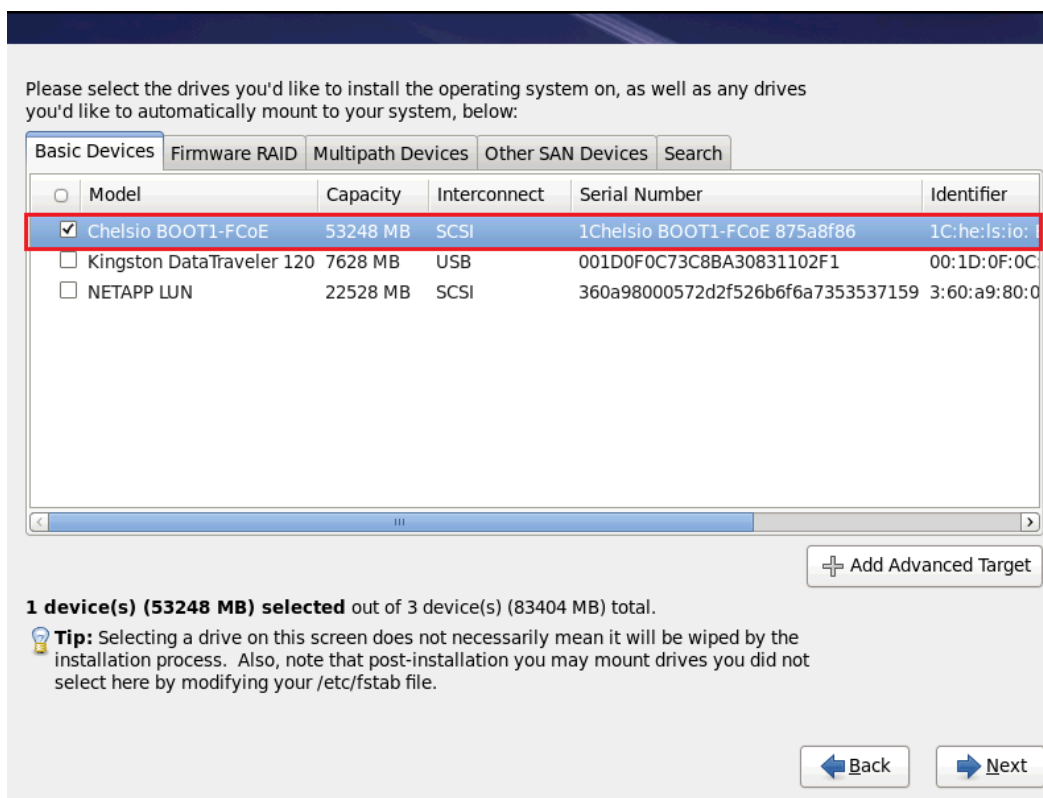 Please select the drives you'd like to install the operating system on, as well as any drives
you'd like to automatically mount to your system, below:
Basic Devices Firmware RAID Multipath Devices Other SAN Devices Search
Model Capacity Interconnect Serial Number Identifier
Chelsio BOOT1-FCoE 53248 MB SCSI 1Chelsio BOOT1-FCoE 875a8f86 1C:he:ls:io:
Kingston DataTraveler 120 7628 MB USB 001D0F0C73C8BA30831102F1 00:1D:0F:0C:
NETAPP LUN 22528 MB SCSI 360a98000572d2f526b6f6a7353537159 3:60:a9:80:0
Add Advanced Target
1 device(s) (53248 MB) selected out of 3 device(s) (83404 MB) total.
Tip: Selecting a drive on this screen does not necessarily mean it will be wiped by the
installation process. Also, note that post-installation you may mount drives you did not
select here by modifying your /etc/fstab file.
Back Next